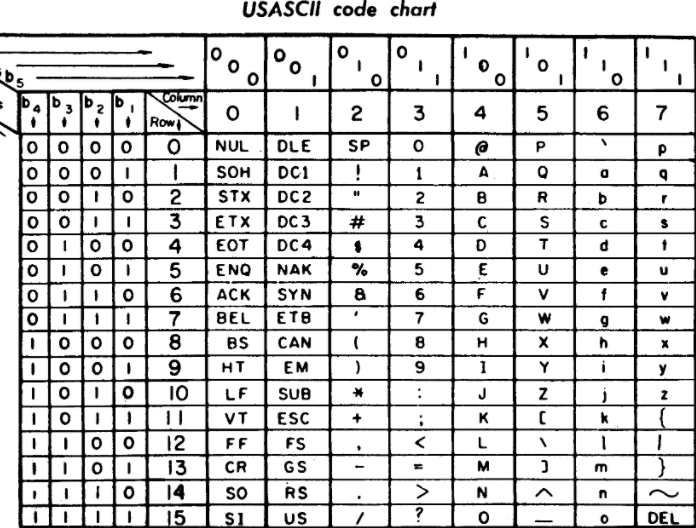 USASCII code chart
0 0 0 0 1 1 1 1
0 0 1 1 0 0 1 1
0 1 0 1 0 1 0 1
b5
s
b4 b3 b2 b1 Column
Row 0 1 2 3 4 5 6 7
0 0 0 0 0 NUL DLE SP 0 @ P ` p
0 0 0 1 1 SOH DC1 ! 1 A Q a q
0 0 1 0 2 STX DC2 " 2 B R b r
0 0 1 1 3 ETX DC3 # 3 C S c s
0 1 0 0 4 EOT DC4 $ 4 D T d t
0 1 0 1 5 ENQ NAK % 5 E U e u
0 1 1 0 6 ACK SYN & 6 F V f v
0 1 1 1 7 BEL ETB ' 7 G W g w
1 0 0 0 8 BS CAN ( 8 H X h x
1 0 0 1 9 HT EM ) 9 I Y i y
1 0 1 0 10 LF SUB * : J Z j z
1 0 1 1 11 VT ESC + ; K [ k {
1 1 0 0 12 FF FS , < L \ l |
1 1 0 1 13 CR GS - = M ] m }
1 1 1 0 14 SO RS . > N ^ n ~
1 1 1 1 15 SI US / ? O _ o DEL